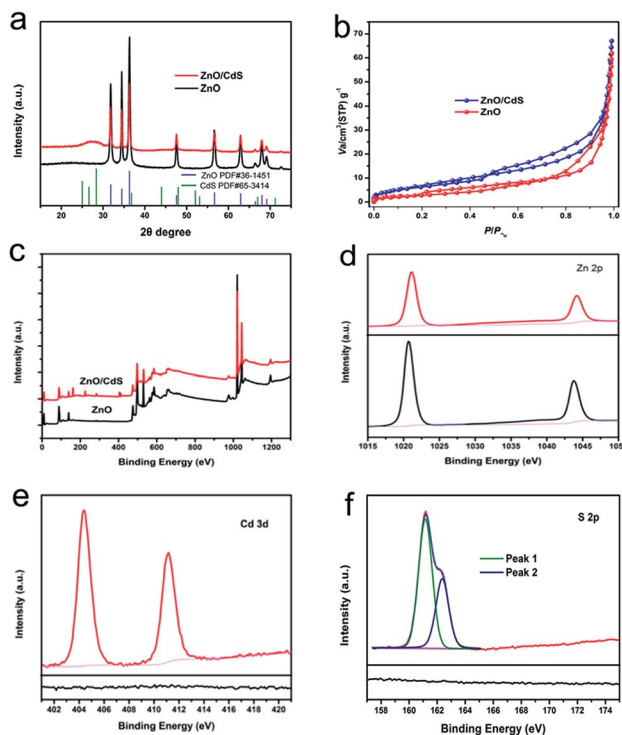 a
Intensity (a.u.)
ZnO/CdS
ZnO
ZnO PDF#36-1451
CdS PDF#65-3414
20 30 40 50 60 70
2θ degree
b
Va/cm³(STP) g⁻¹
70
60
50
40
30
20
10
0
ZnO/CdS
ZnO
0.0 0.2 0.4 0.6 0.8 1.0
c
Intensity (a.u.)
ZnO/CdS
ZnO
0 200 400 600 800 1000 1200
Binding Energy (eV)
d
Intensity (a.u.)
Zn 2p
1015 1020 1025 1030 1035 1040 1045 105
Binding Energy (eV)
e
Intensity (a.u.)
Cd 3d
402 404 406 408 410 412 414 416 418 420
Binding Energy (eV)
f
Intensity (a.u.)
S 2p
Peak 1
Peak 2
158 160 162 164 166 168 170 172 174
Binding Energy (eV)